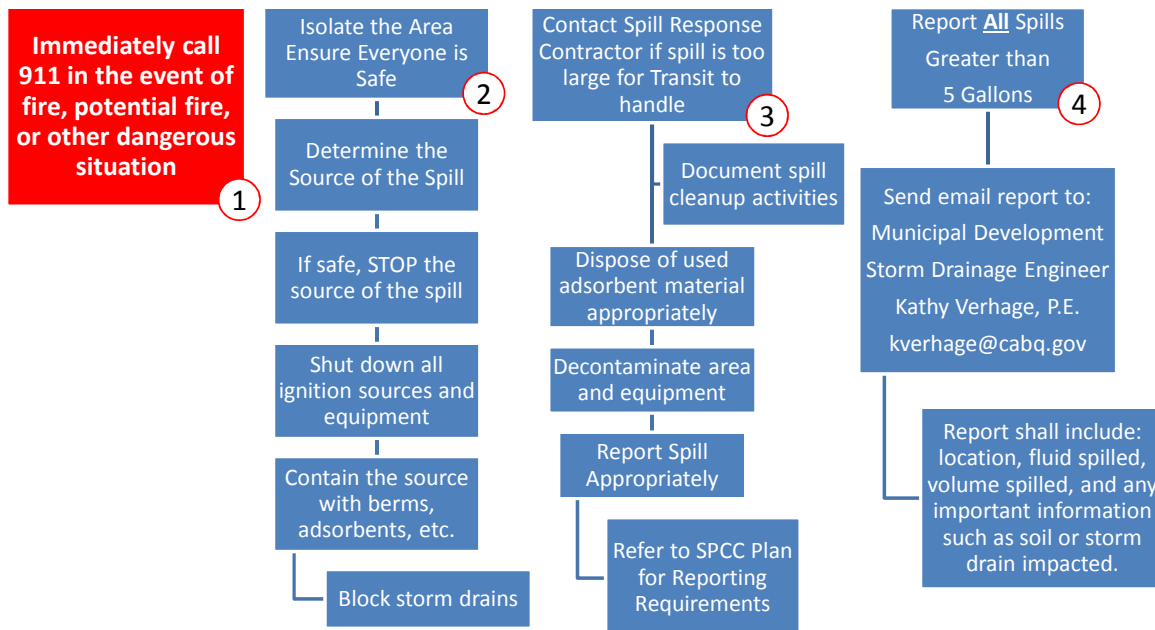 Immediately call
911 in the event of
fire, potential fire,
or other dangerous
situation
1
Isolate the Area
Ensure Everyone is
Safe
2
Determine the
Source of the Spill
If safe, STOP the
source of the spill
Shut down all
ignition sources and
equipment
Contain the source
with berms,
adsorbents, etc.
Block storm drains
Contact Spill Response
Contractor if spill is too
large for Transit to
handle
3
Document spill
cleanup activities
Dispose of used
adsorbent material
appropriately
Decontaminate area
and equipment
Report Spill
Appropriately
Refer to SPCC Plan
for Reporting
Requirements
Report All Spills
Greater than
5 Gallons
4
Send email report to:
Municipal Development
Storm Drainage Engineer
Kathy Verhage, P.E.
kverhage@cabq.gov
Report shall include:
location, fluid spilled,
volume spilled, and any
important information
such as soil or storm
drain impacted.